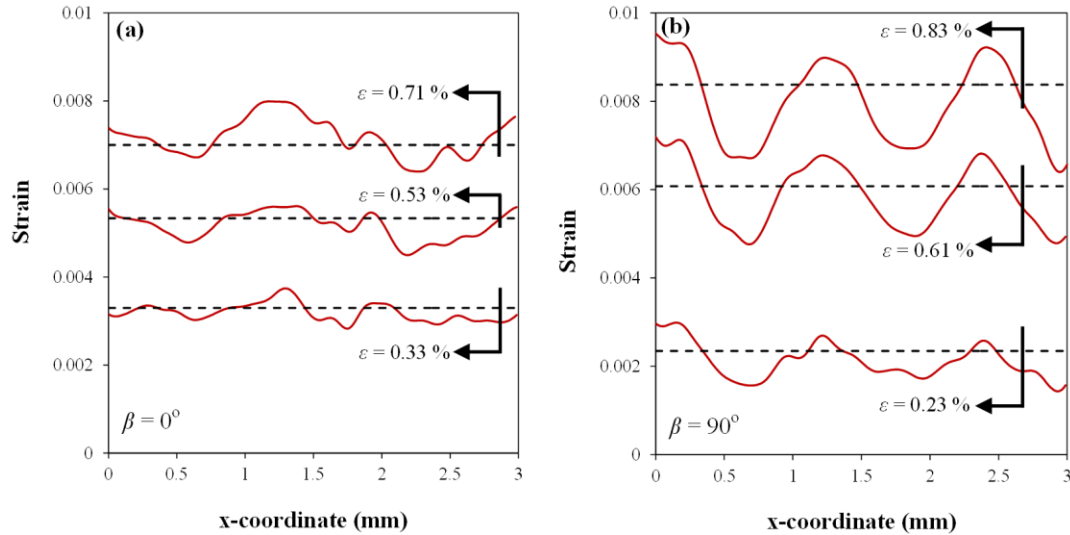 (a)
0.01
0.008
0.006
0.004
0.002
0
Strain
ε = 0.71 %
ε = 0.53 %
ε = 0.33 %
β = 0°
0 0.5 1 1.5 2 2.5 3
x-coordinate (mm)
(b)
0.01
0.008
0.006
0.004
0.002
0
Strain
ε = 0.83 %
ε = 0.61 %
ε = 0.23 %
β = 90°
0 0.5 1 1.5 2 2.5 3
x-coordinate (mm)